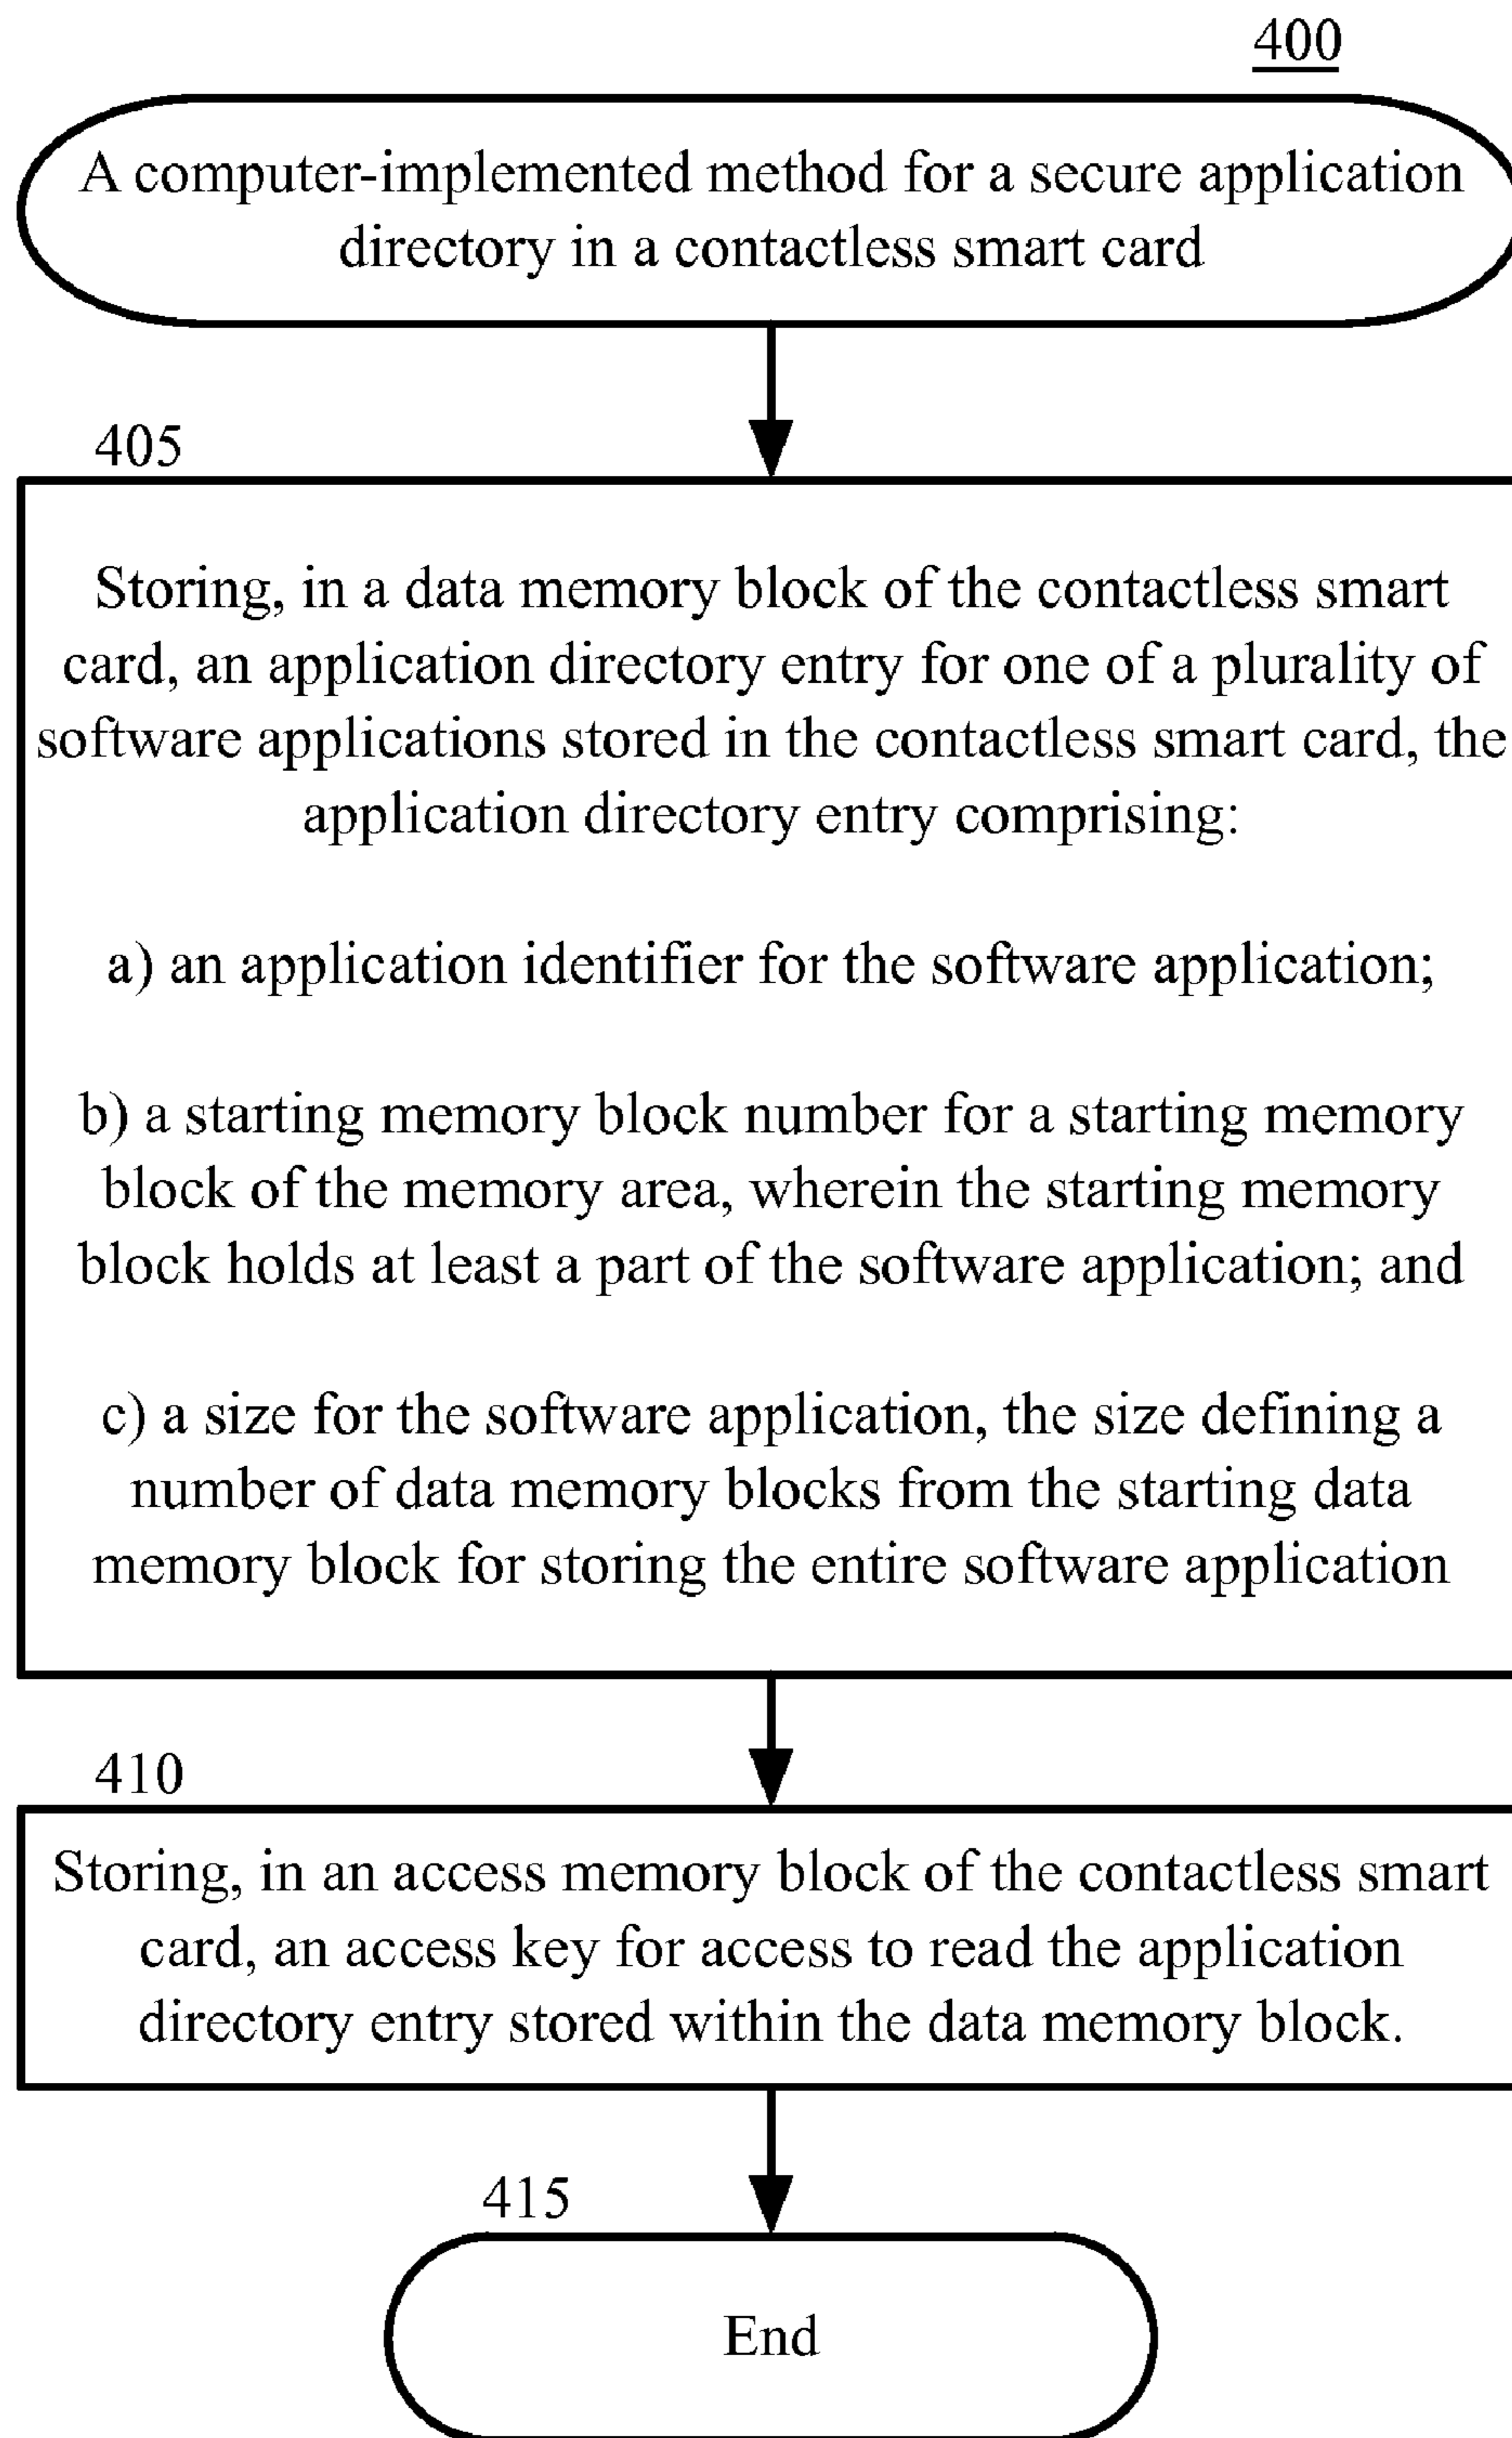 400
A computer-implemented method for a secure application
directory in a contactless smart card
405
Storing, in a data memory block of the contactless smart
card, an application directory entry for one of a plurality of
software applications stored in the contactless smart card, the
application directory entry comprising:
a) an application identifier for the software application;
b) a starting memory block number for a starting memory
block of the memory area, wherein the starting memory
block holds at least a part of the software application; and
c) a size for the software application, the size defining a
number of data memory blocks from the starting data
memory block for storing the entire software application
410
Storing, in an access memory block of the contactless smart
card, an access key for access to read the application
directory entry stored within the data memory block.
415
End